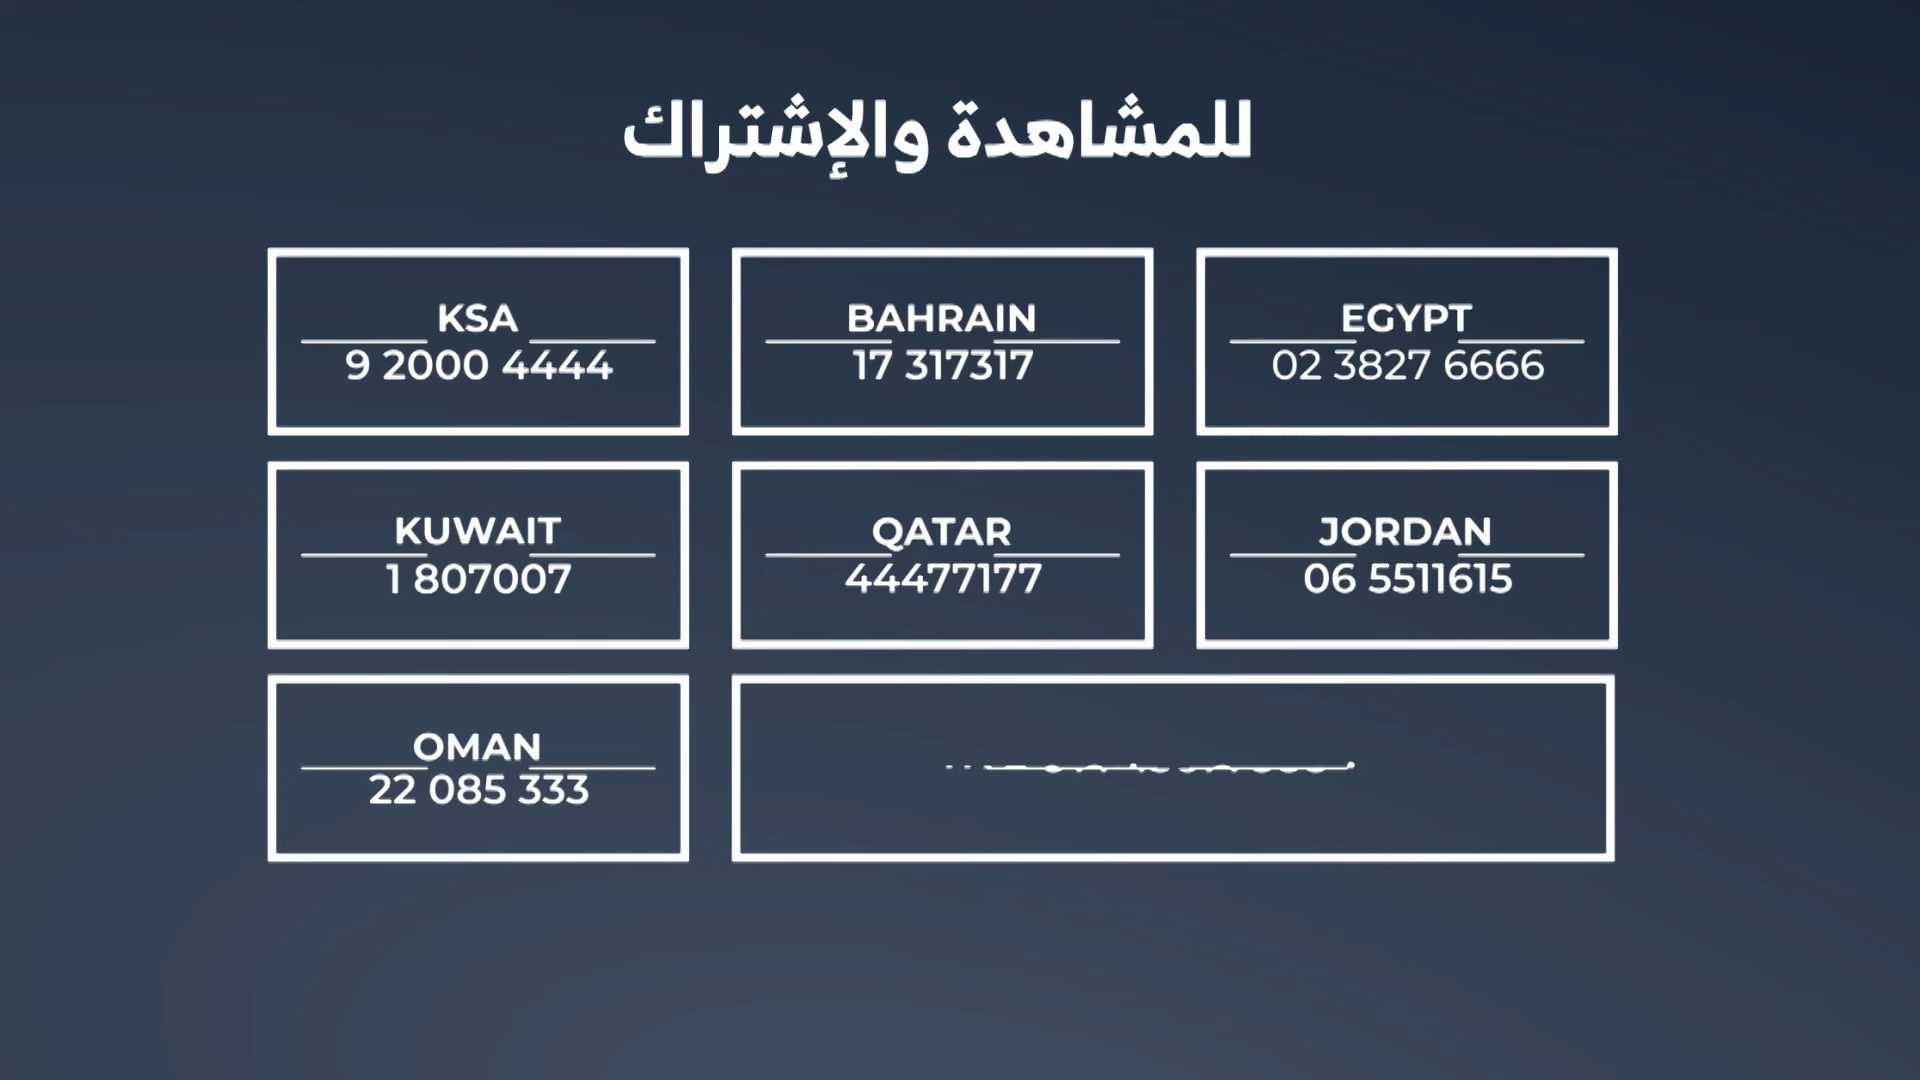 للمشاهدة والإشتراك
KSA
9 2000 4444
BAHRAIN
17 317317
EGYPT
02 3827 6666
KUWAIT
1 807007
QATAR
44477177
JORDAN
06 5511615
OMAN
22 085 333